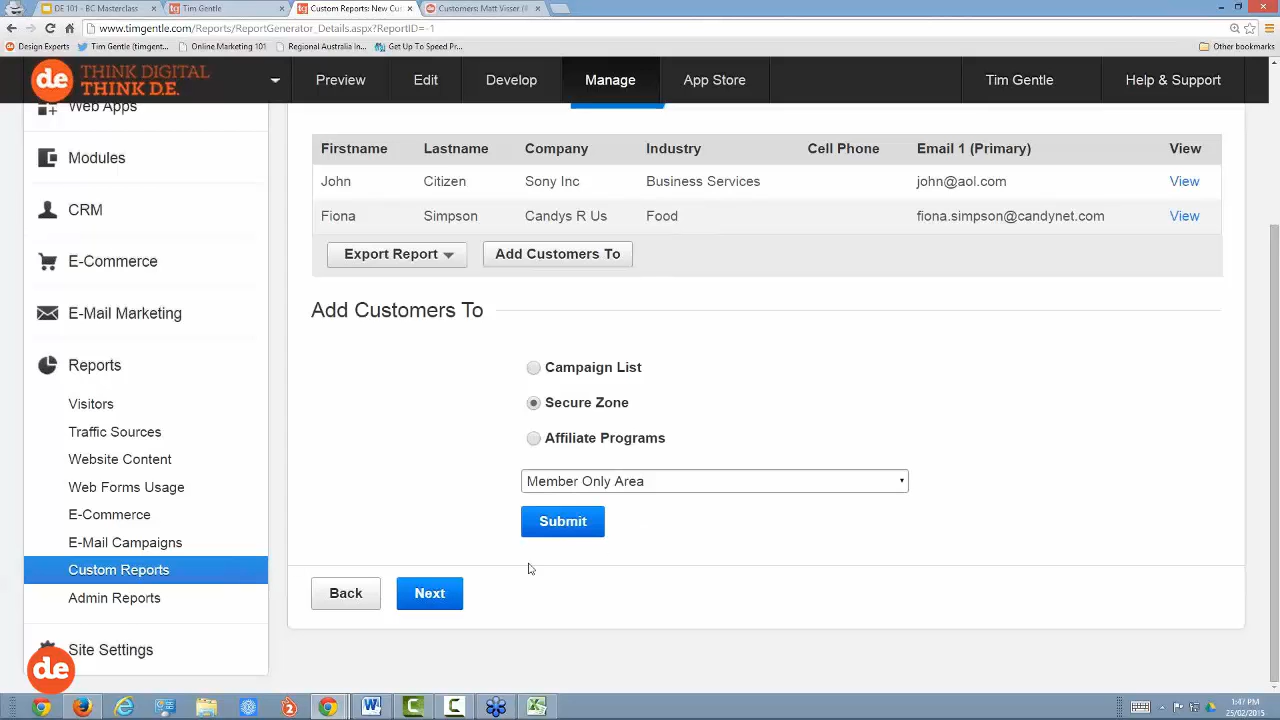 DE 101 - BC Masterclass
Tim Gentle
Custom Reports: New Cu
Customers: Matt Visser (I
www.timgentle.com/Reports/ReportGenerator_Details.aspx?ReportID=-1
Design Experts
Tim Gentle (timgent...
Online Marketing 101
Regional Australia In...
Get Up To Speed Pr...
Other bookmarks
de
THINK DIGITAL
THINK D.E.
Preview
Edit
Develop
Manage
App Store
Tim Gentle
Help & Support
Web Apps
Modules
CRM
E-Commerce
E-Mail Marketing
Reports
Visitors
Traffic Sources
Website Content
Web Forms Usage
E-Commerce
E-Mail Campaigns
Custom Reports
Admin Reports
Site Settings
de
Firstname Lastname Company Industry Cell Phone Email 1 (Primary) View
John Citizen Sony Inc Business Services john@aol.com View
Fiona Simpson Candys R Us Food fiona.simpson@candynet.com View
Export Report
Add Customers To
Add Customers To
Campaign List
Secure Zone
Affiliate Programs
Member Only Area
Submit
Back
Next
1:47 PM
25/02/2015